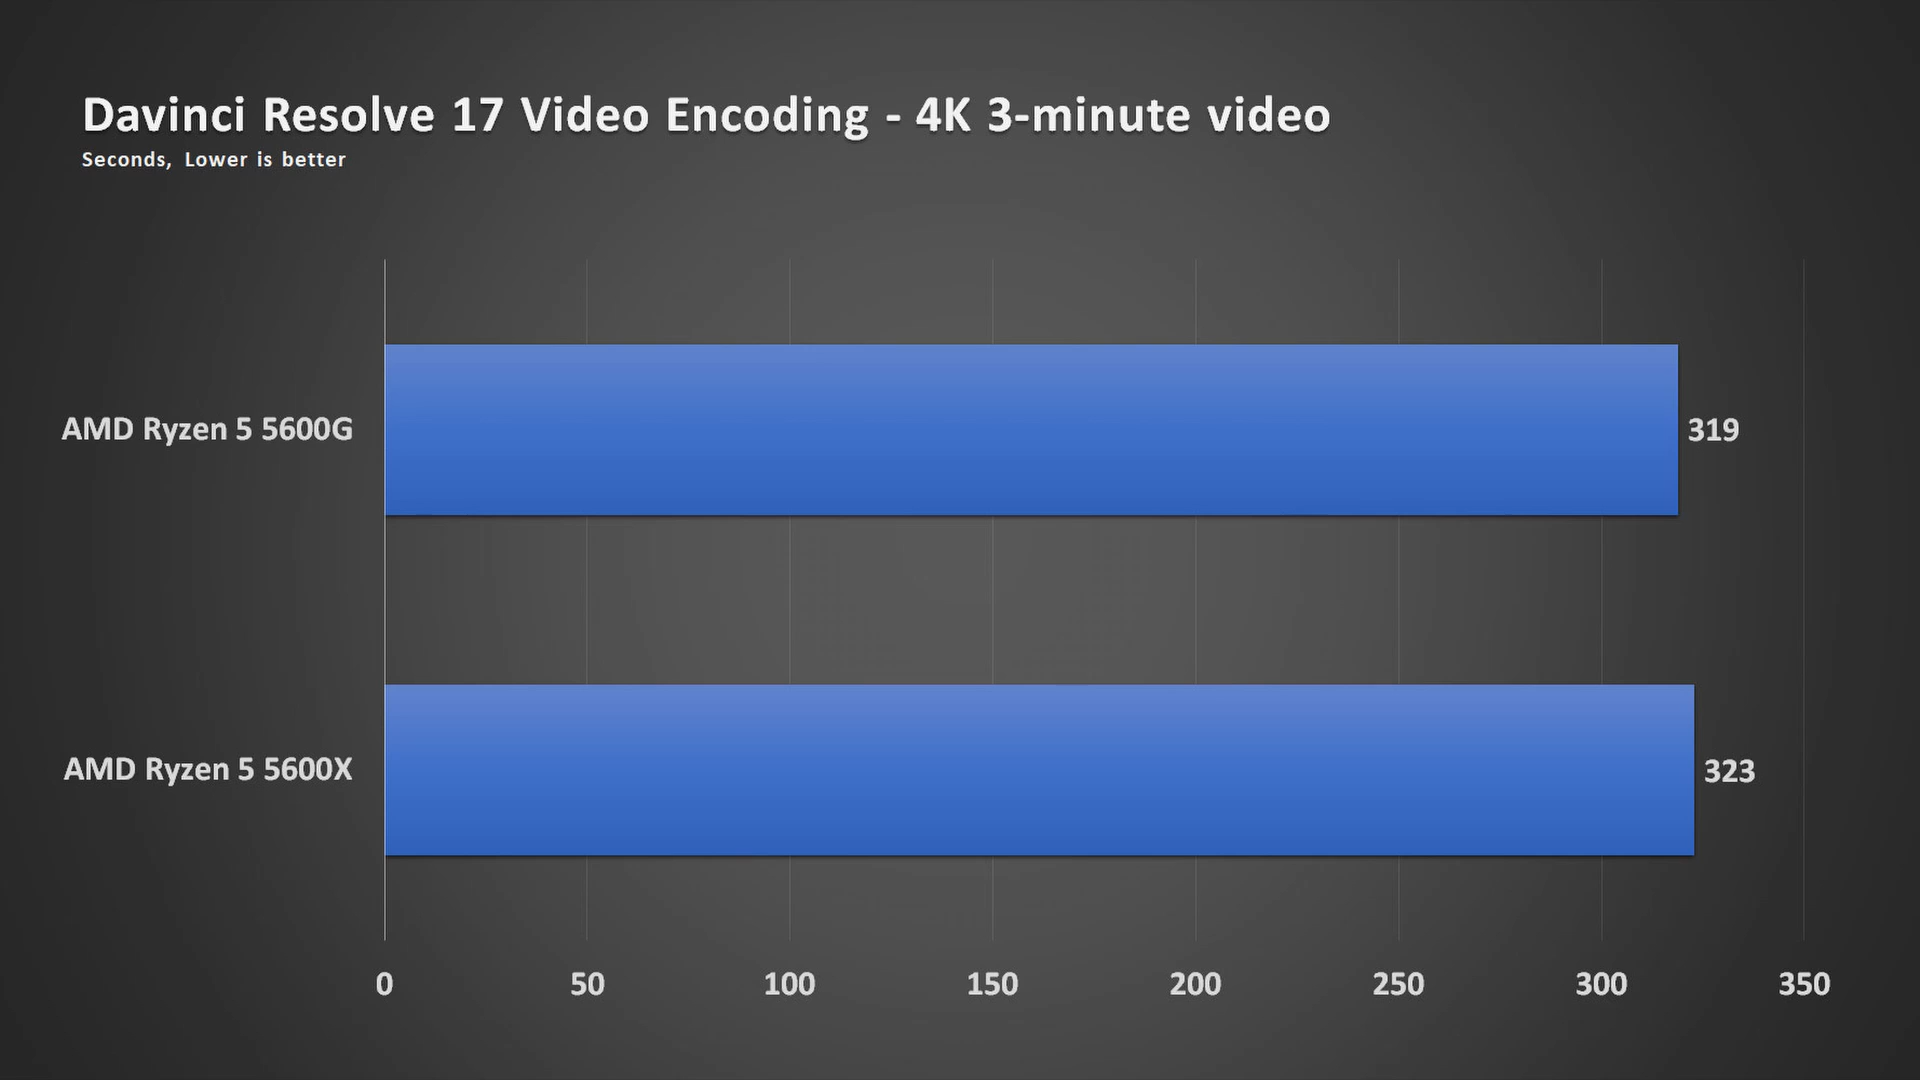 Davinci Resolve 17 Video Encoding - 4K 3-minute video
Seconds, Lower is better
AMD Ryzen 5 5600G
319
AMD Ryzen 5 5600X
323
0 50 100 150 200 250 300 350